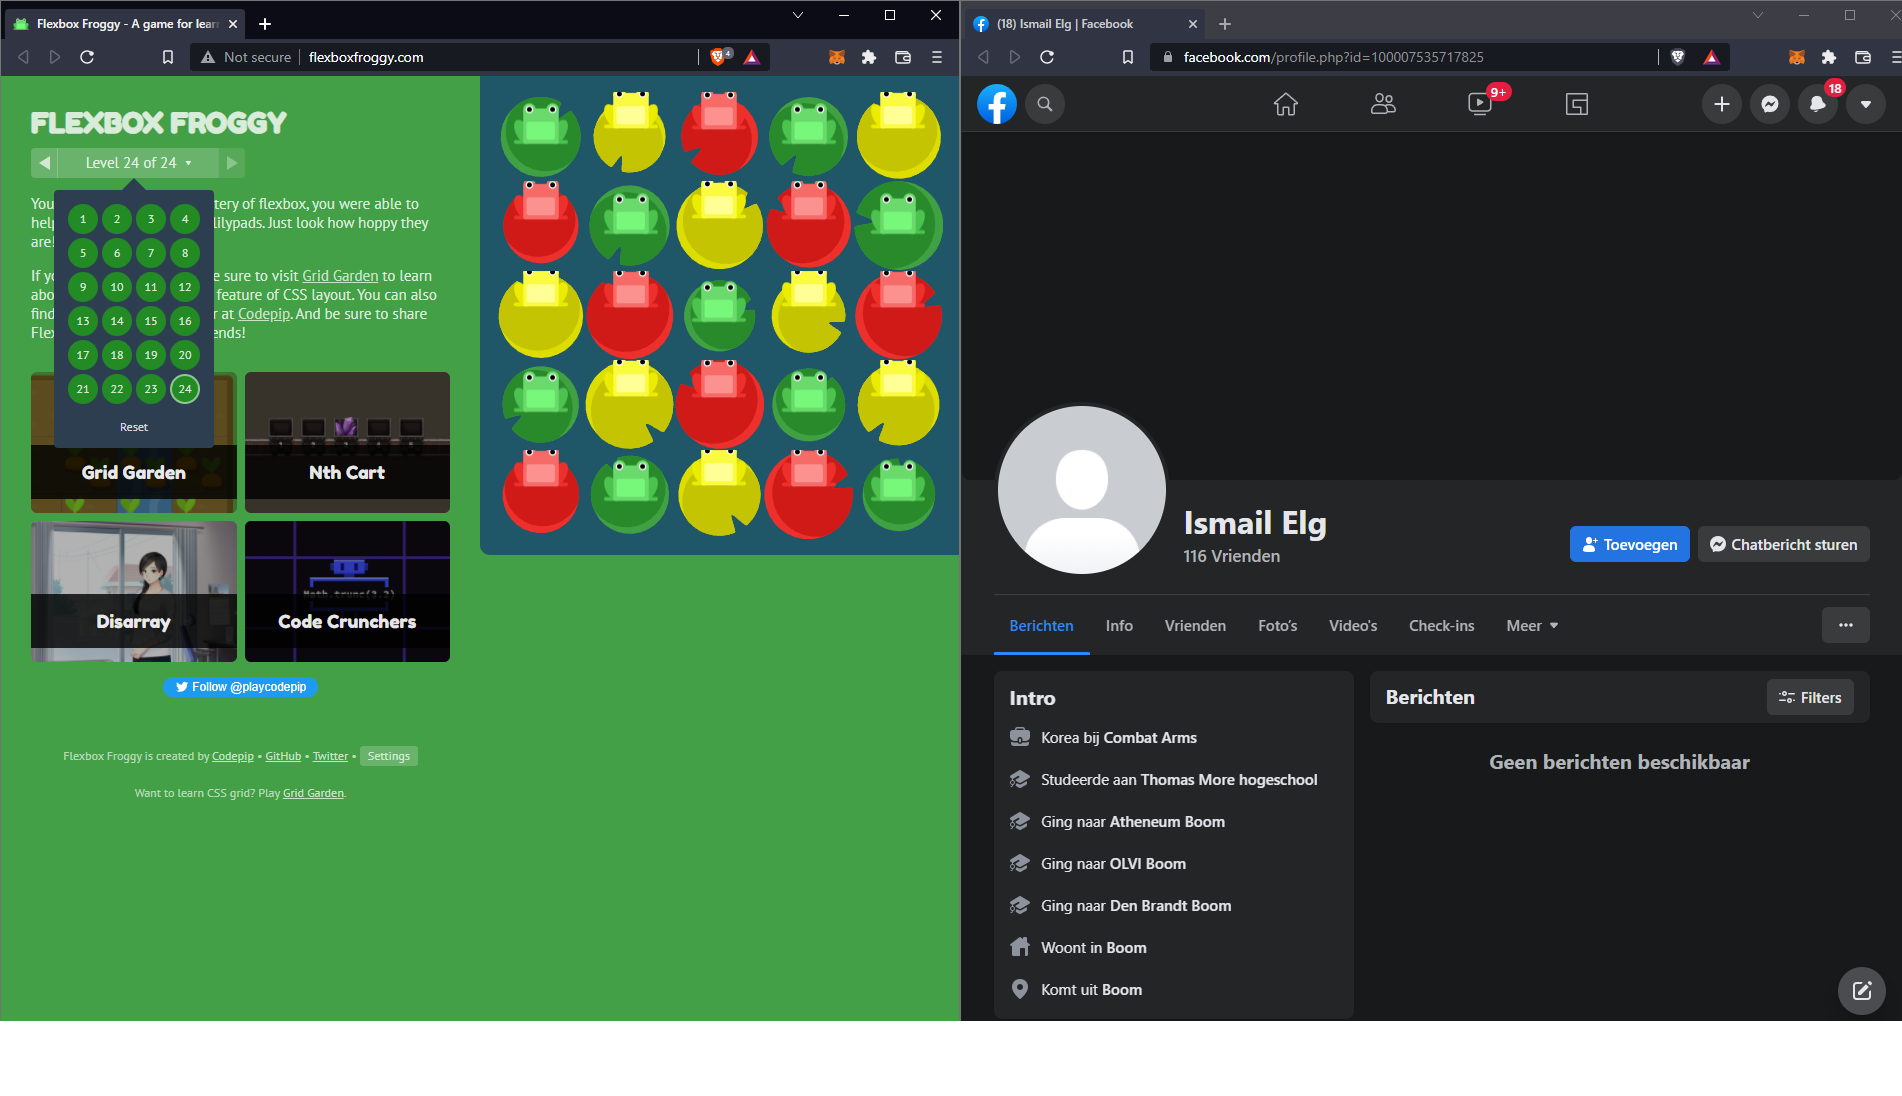 Flexbox Froggy - A game for lear
Not secure
flexboxfroggy.com
4
FLEXBOX FROGGY
Level 24 of 24
You
tery of flexbox, you were able to
help
lilypads. Just look how hoppy they
are!
If yo
e sure to visit Grid Garden to learn
abo
feature of CSS layout. You can also
find
r at Codepip. And be sure to share
Flex
ends!
1 2 3 4
5 6 7 8
9 10 11 12
13 14 15 16
17 18 19 20
21 22 23 24
Reset
Grid Garden
Nth Cart
Disarray
Math.trunc(3.2)
Code Crunchers
Follow @playcodepip
Flexbox Froggy is created by Codepip • GitHub • Twitter • Settings
Want to learn CSS grid? Play Grid Garden.
(18) Ismail Elg | Facebook
facebook.com/profile.php?id=100007535717825
9+
18
Ismail Elg
116 Vrienden
Toevoegen
Chatbericht sturen
Berichten
Info
Vrienden
Foto's
Video's
Check-ins
Meer
Intro
Korea bij Combat Arms
Studeerde aan Thomas More hogeschool
Ging naar Atheneum Boom
Ging naar OLVI Boom
Ging naar Den Brandt Boom
Woont in Boom
Komt uit Boom
Berichten
Filters
Geen berichten beschikbaar